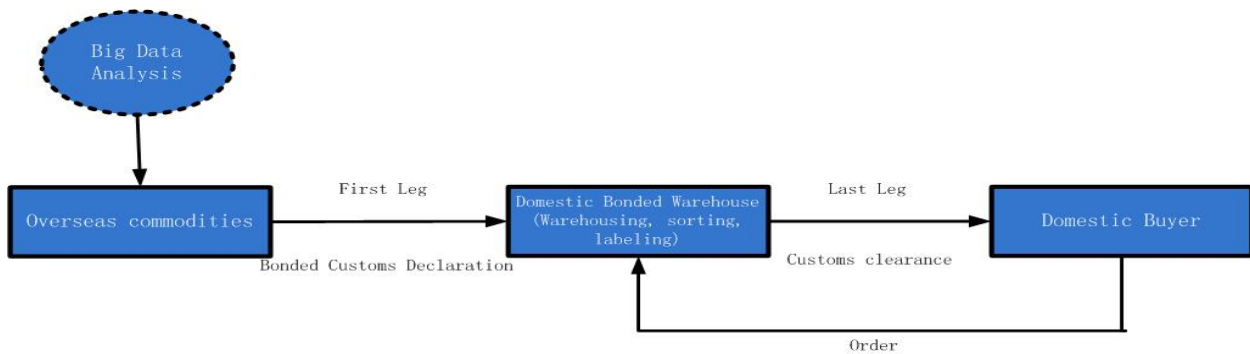 Big Data
Analysis
First Leg
Last Leg
Overseas commodities
Domestic Bonded Warehouse
(Warehousing, sorting,
labeling)
Domestic Buyer
Bonded Customs Declaration
Customs clearance
Order